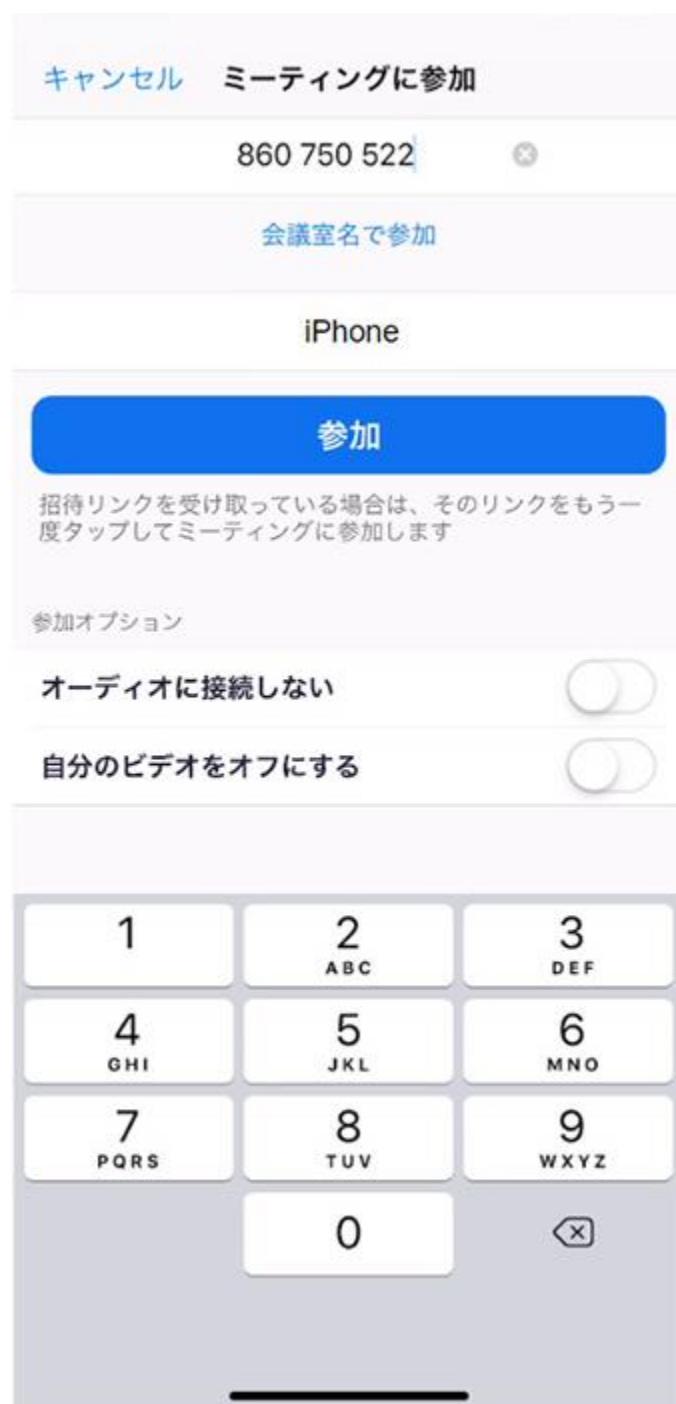 キャンセル ミーティングに参加
860 750 522
会議室名で参加
iPhone
参加
招待リンクを受け取っている場合は、そのリンクをもう一
度タップしてミーティングに参加します
参加オプション
オーディオに接続しない
自分のビデオをオフにする
1 2 3
ABC DEF
4 5 6
GHI JKL MNO
7 8 9
PQRS TUV WXYZ
0